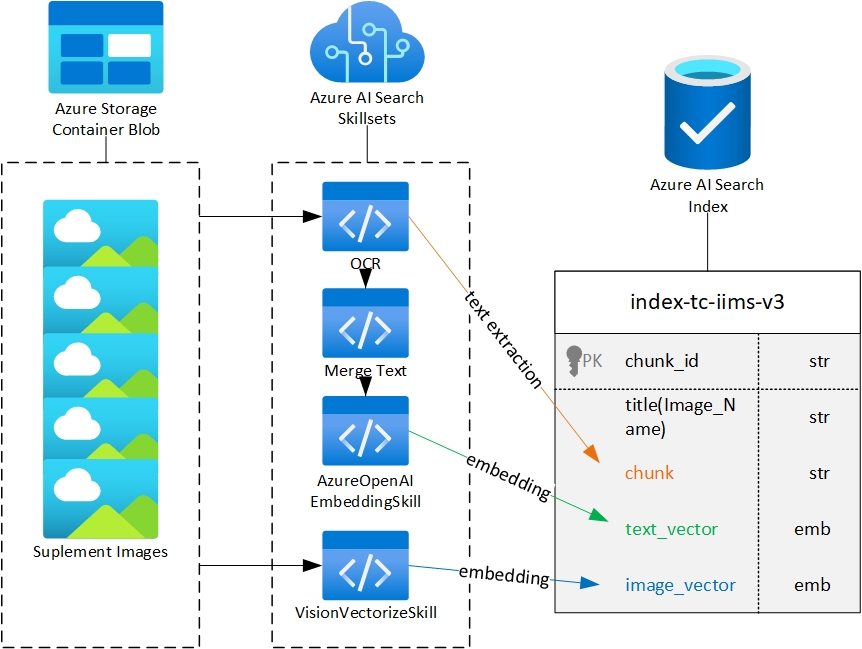 Azure Storage
Container Blob
Azure AI Search
Skillsets
Azure AI Search
Index
Suplement Images
OCR
Merge Text
AzureOpenAI
EmbeddingSkill
VisionVectorizeSkill
text extraction
embedding
embedding
index-tc-iims-v3
PK chunk_id str
title(Image_N
ame) str
chunk str
text_vector emb
image_vector emb